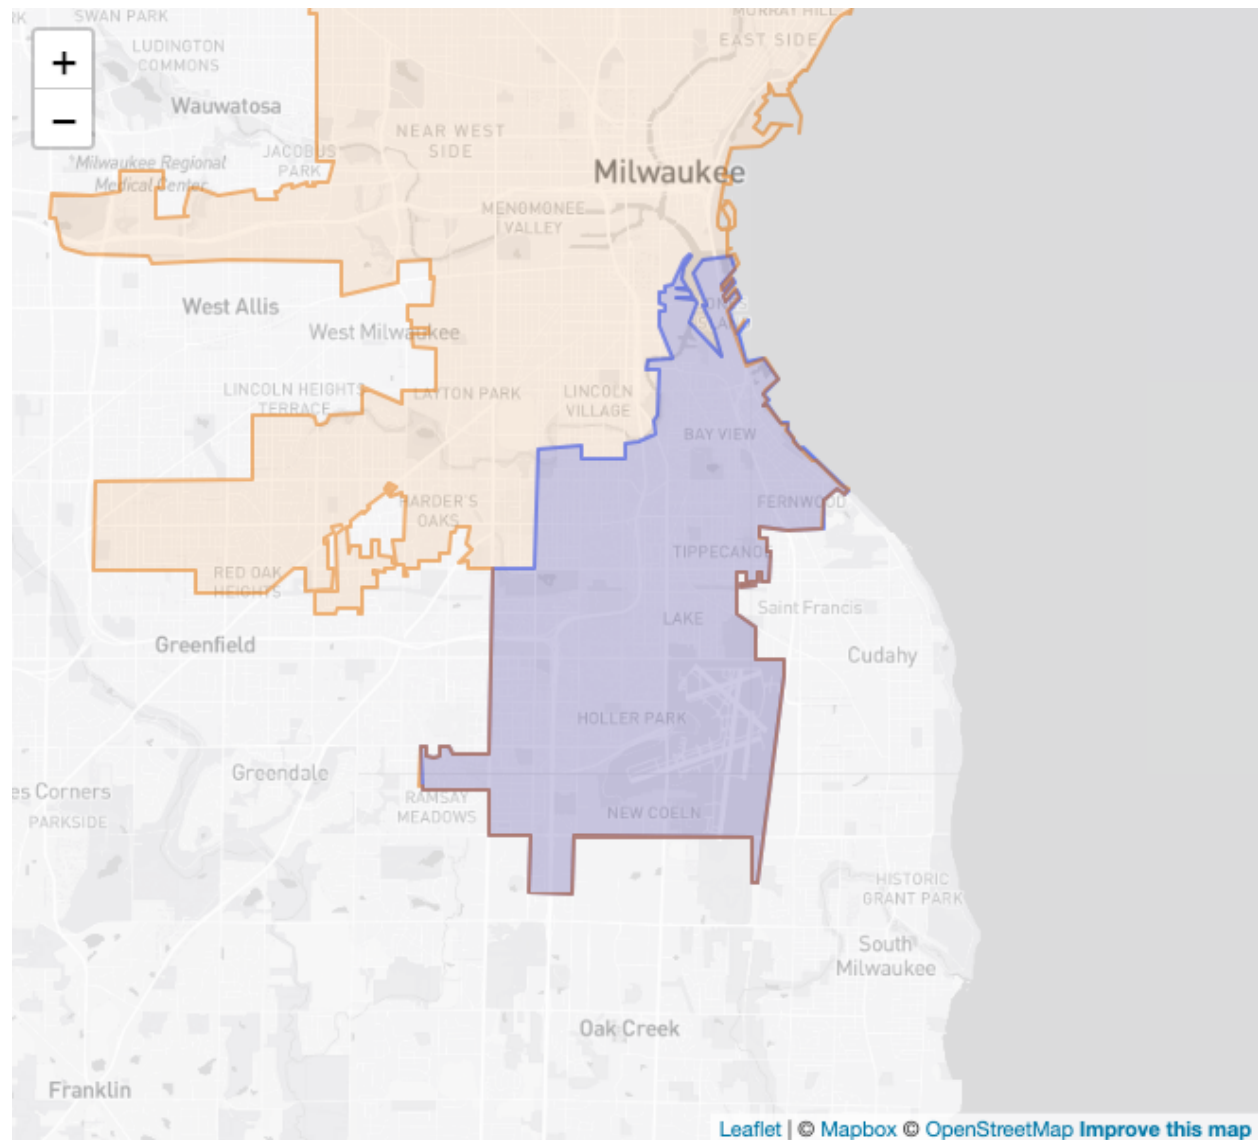 SWAN PARK
MURRAY HILL
EAST SIDE
+
LUDINGTON
COMMONS
Wauwatosa
−
NEAR WEST
SIDE
JACOBUS
PARK
Milwaukee Regional
Medical Center
Milwaukee
MENOMONEE
VALLEY
West Allis
West Milwaukee
LINCOLN HEIGHTS
TERRACE
LAYTON PARK
LINCOLN
VILLAGE
BAY VIEW
HARDER'S
OAKS
FERNWOOD
TIPPECANOE
RED OAK
HEIGHTS
Saint Francis
LAKE
Greenfield
Cudahy
HOLLER PARK
Greendale
es Corners
RAMSAY
MEADOWS
NEW COELN
PARKSIDE
HISTORIC
GRANT PARK
South
Milwaukee
Oak Creek
Franklin
Leaflet | © Mapbox © OpenStreetMap Improve this map